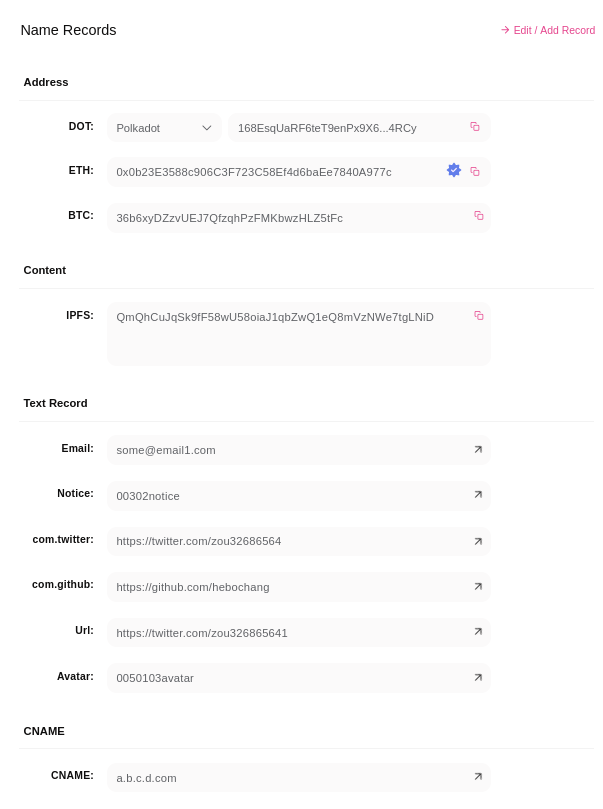 Name Records
Edit / Add Record
Address
DOT: Polkadot 168EsqUaRF6teT9enPx9X6...4RCy
ETH: 0x0b23E3588c906C3F723C58Ef4d6baEe7840A977c
BTC: 36b6xyDZzvUEJ7QfzqhPzFMKbwzHLZ5tFc
Content
IPFS: QmQhCuJqSk9fF58wU58oiaJ1qbZwQ1eQ8mVzNWe7tgLNiD
Text Record
Email: some@email1.com
Notice: 00302notice
com.twitter: https://twitter.com/zou32686564
com.github: https://github.com/hebochang
Url: https://twitter.com/zou326865641
Avatar: 0050103avatar
CNAME
CNAME: a.b.c.d.com